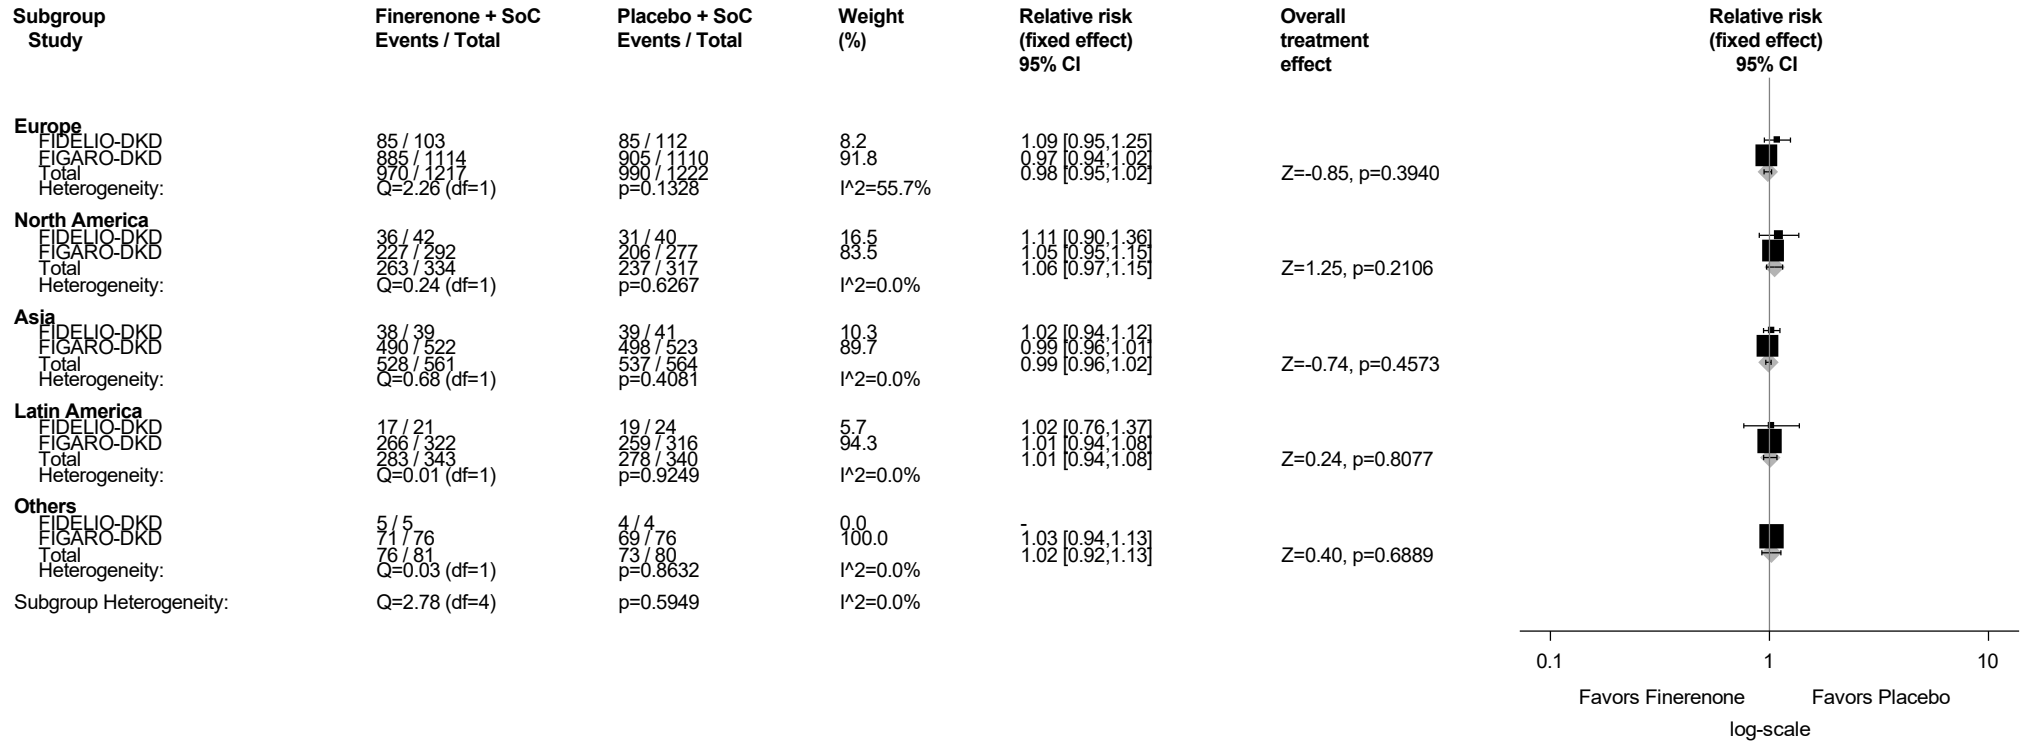 Subgroup Finerenone + SoC Placebo + SoC Weight Relative risk Overall Relative risk
Study Events / Total Events / Total (%) (fixed effect) treatment (fixed effect)
95% CI effect 95% CI
Europe
FIDELIO-DKD 85 / 103 85 / 112 8.2 1.09 [0.95,1.25]
FIGARO-DKD 885 / 1114 905 / 1110 91.8 0.97 [0.94,1.02]
Total 970 / 1217 990 / 1222 0.98 [0.95,1.02] Z=-0.85, p=0.3940
Heterogeneity: Q=2.26 (df=1) p=0.1328 I^2=55.7%
North America
FIDELIO-DKD 36 / 42 31 / 40 16.5 1.11 [0.90,1.36]
FIGARO-DKD 227 / 292 206 / 277 83.5 1.05 [0.95,1.15]
Total 263 / 334 237 / 317 1.06 [0.97,1.15] Z=1.25, p=0.2106
Heterogeneity: Q=0.24 (df=1) p=0.6267 I^2=0.0%
Asia
FIDELIO-DKD 38 / 39 39 / 41 10.3 1.02 [0.94,1.12]
FIGARO-DKD 490 / 522 498 / 523 89.7 0.99 [0.96,1.01]
Total 528 / 561 537 / 564 0.99 [0.96,1.02] Z=-0.74, p=0.4573
Heterogeneity: Q=0.68 (df=1) p=0.4081 I^2=0.0%
Latin America
FIDELIO-DKD 17 / 21 19 / 24 5.7 1.02 [0.76,1.37]
FIGARO-DKD 266 / 322 259 / 316 94.3 1.01 [0.94,1.08]
Total 283 / 343 278 / 340 1.01 [0.94,1.08] Z=0.24, p=0.8077
Heterogeneity: Q=0.01 (df=1) p=0.9249 I^2=0.0%
Others
FIDELIO-DKD 5 / 5 4 / 4 0.0 -
FIGARO-DKD 71 / 76 69 / 76 100.0 1.03 [0.94,1.13]
Total 76 / 81 73 / 80 1.02 [0.92,1.13] Z=0.40, p=0.6889
Heterogeneity: Q=0.03 (df=1) p=0.8632 I^2=0.0%
Subgroup Heterogeneity: Q=2.78 (df=4) p=0.5949 I^2=0.0%
0.1 1 10
Favors Finerenone Favors Placebo
log-scale